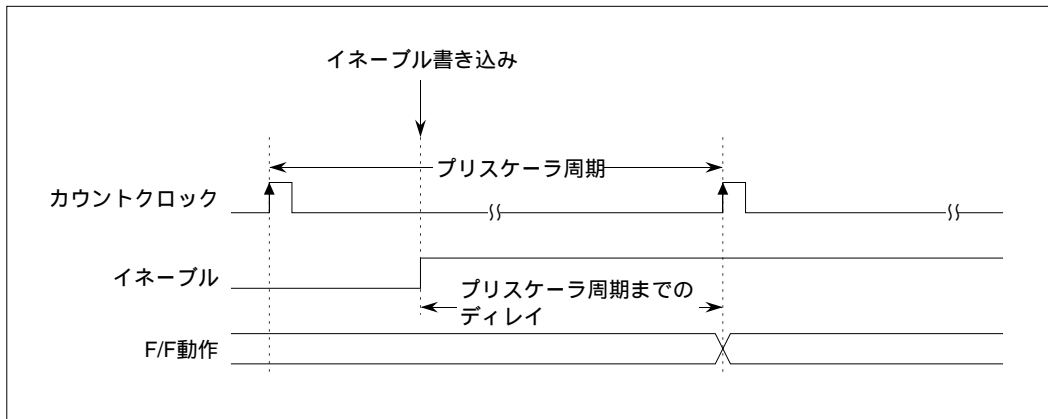 イネーブル書き込み
プリスケーラ周期
カウントクロック
イネーブル
プリスケーラ周期までの
ディレイ
F/F動作